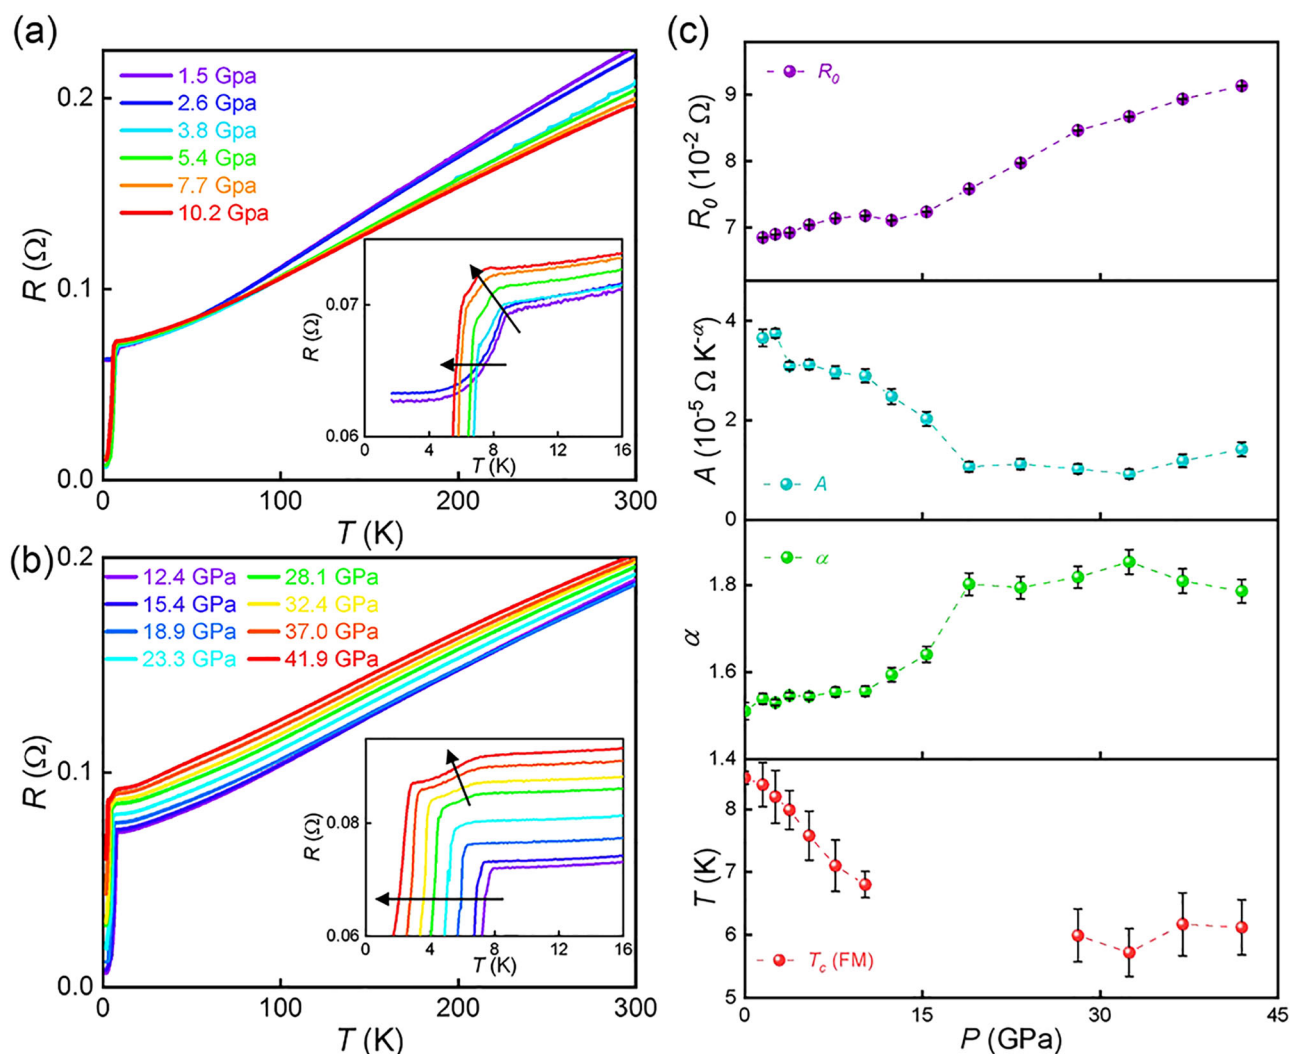 (a)
0.2
0.1
0.0
R (Ω)
1.5 Gpa
2.6 Gpa
3.8 Gpa
5.4 Gpa
7.7 Gpa
10.2 Gpa
0.07
0.06
R (Ω)
0 4 8 12 16
T (K)
0 100 200 300
T (K)
(b)
0.2
0.1
0.0
R (Ω)
12.4 GPa
15.4 GPa
18.9 GPa
23.3 GPa
28.1 GPa
32.4 GPa
37.0 GPa
41.9 GPa
0.08
0.06
R (Ω)
0 4 8 12 16
T (K)
0 100 200 300
T (K)
(c)
R0
9
8
7
R0 (10-2 Ω)
4
2
0
A (10-5 Ω K-α)
A
α
1.8
1.6
1.4
α
8
7
6
5
T (K)
Tc (FM)
0 15 30 45
P (GPa)